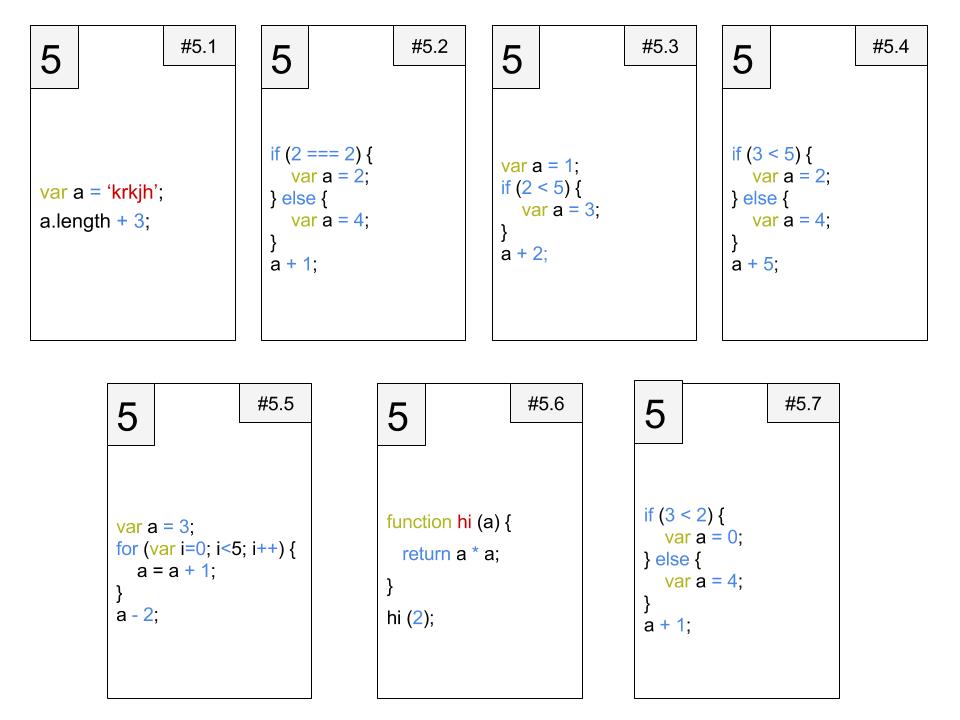 5
#5.1
var a = ‘krkjh’;
a.length + 3;
5
#5.2
if (2 === 2) {
var a = 2;
} else {
var a = 4;
}
a + 1;
5
#5.3
var a = 1;
if (2 < 5) {
var a = 3;
}
a + 2;
5
#5.4
if (3 < 5) {
var a = 2;
} else {
var a = 4;
}
a + 5;
5
#5.5
var a = 3;
for (var i=0; i<5; i++) {
a = a + 1;
}
a - 2;
5
#5.6
function hi (a) {
return a * a;
}
hi (2);
5
#5.7
if (3 < 2) {
var a = 0;
} else {
var a = 4;
}
a + 1;